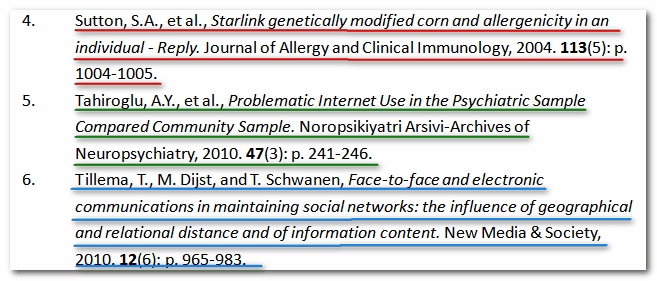 4. Sutton, S.A., et al., Starlink genetically modified corn and allergenicity in an
individual - Reply. Journal of Allergy and Clinical Immunology, 2004. 113(5): p.
1004-1005.
5. Tahiroglu, A.Y., et al., Problematic Internet Use in the Psychiatric Sample
Compared Community Sample. Noropsikiyatri Arsivi-Archives of
Neuropsychiatry, 2010. 47(3): p. 241-246.
6. Tillema, T., M. Dijst, and T. Schwanen, Face-to-face and electronic
communications in maintaining social networks: the influence of geographical
and relational distance and of information content. New Media & Society,
2010. 12(6): p. 965-983.